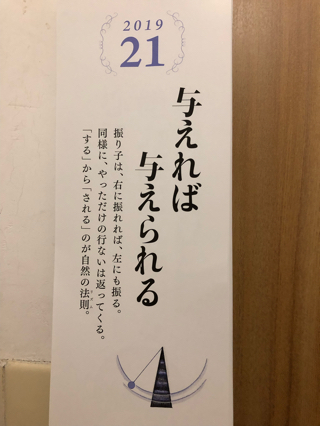 2019
21
与えれば
与えられる
振り子は、右に振れれば、左にも振る。
同様に、やっただけの行ないは返ってくる。
「する」から「される」のが自然の法則。